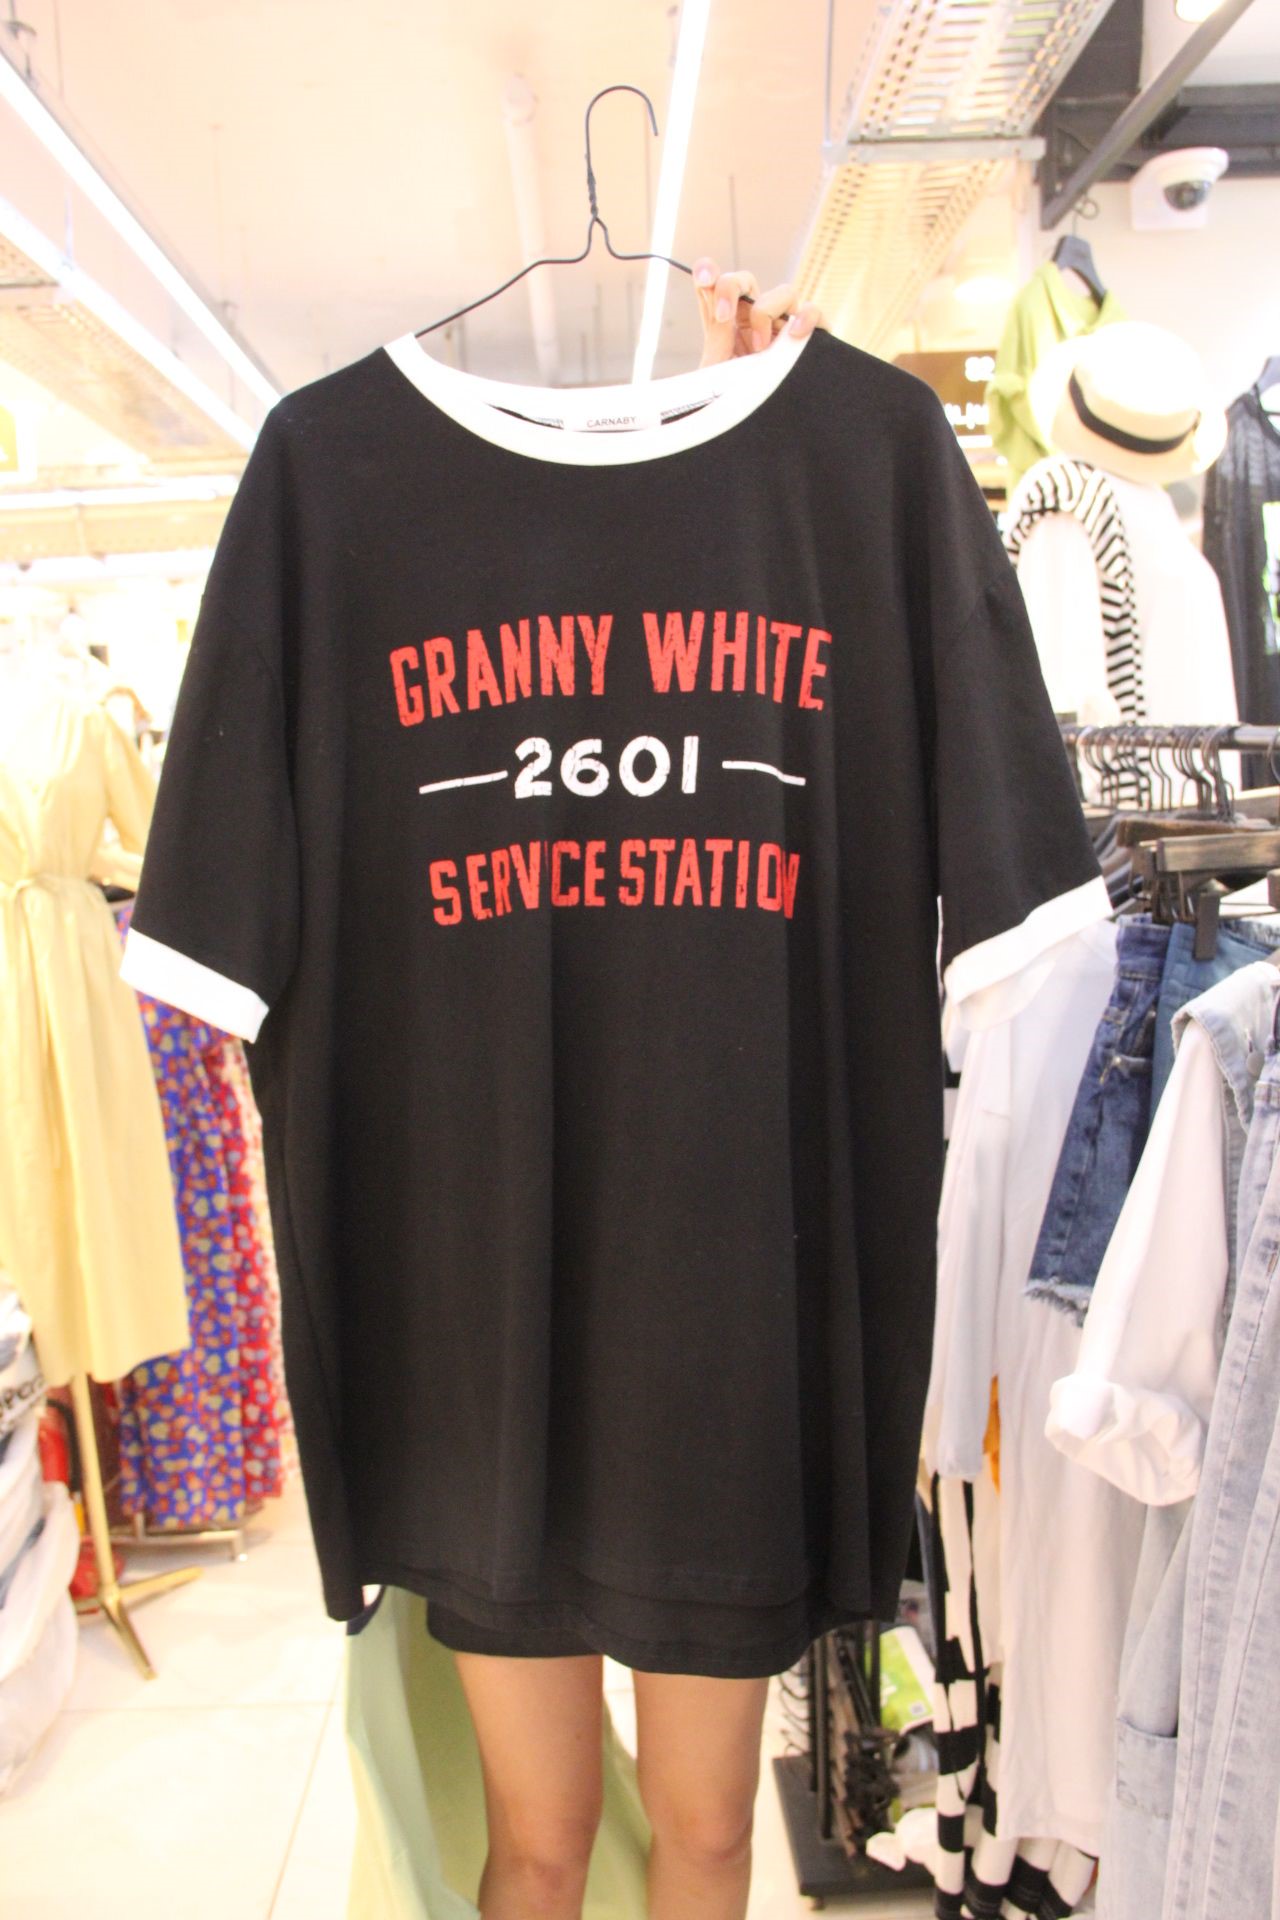 CARNABY
GRANNY WHITE
2601
SERVICE STATION